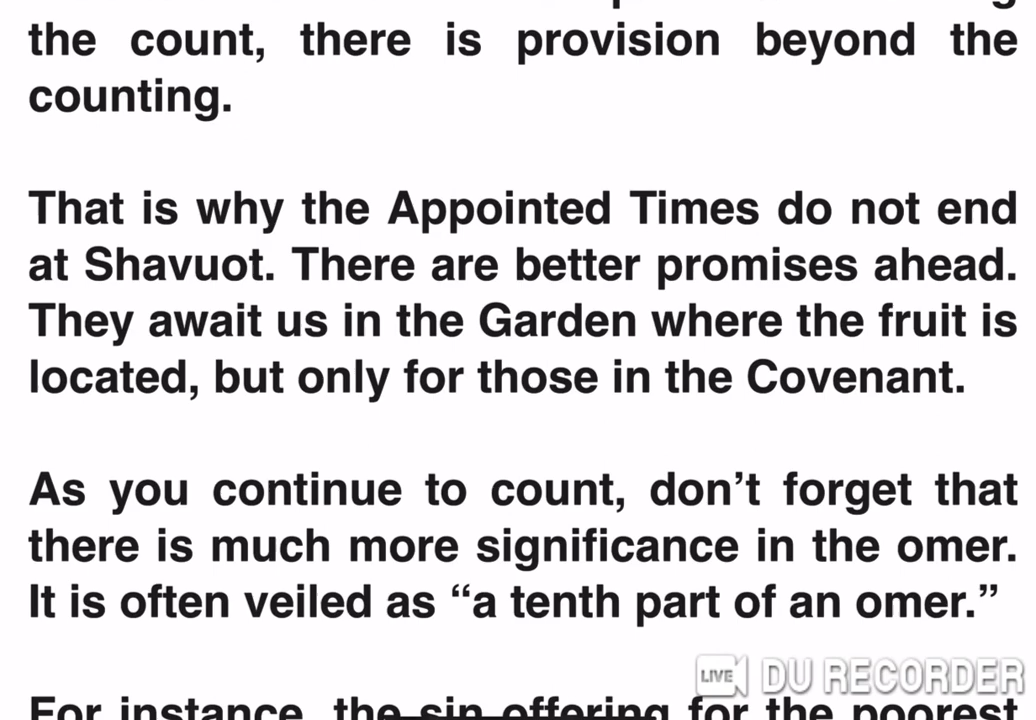 the count, there is provision beyond the
counting.
That is why the Appointed Times do not end
at Shavuot. There are better promises ahead.
They await us in the Garden where the fruit is
located, but only for those in the Covenant.
As you continue to count, don’t forget that
there is much more significance in the omer.
It is often veiled as “a tenth part of an omer.”
LIVE DU RECORDER
For instance, the sin offering for the poorest